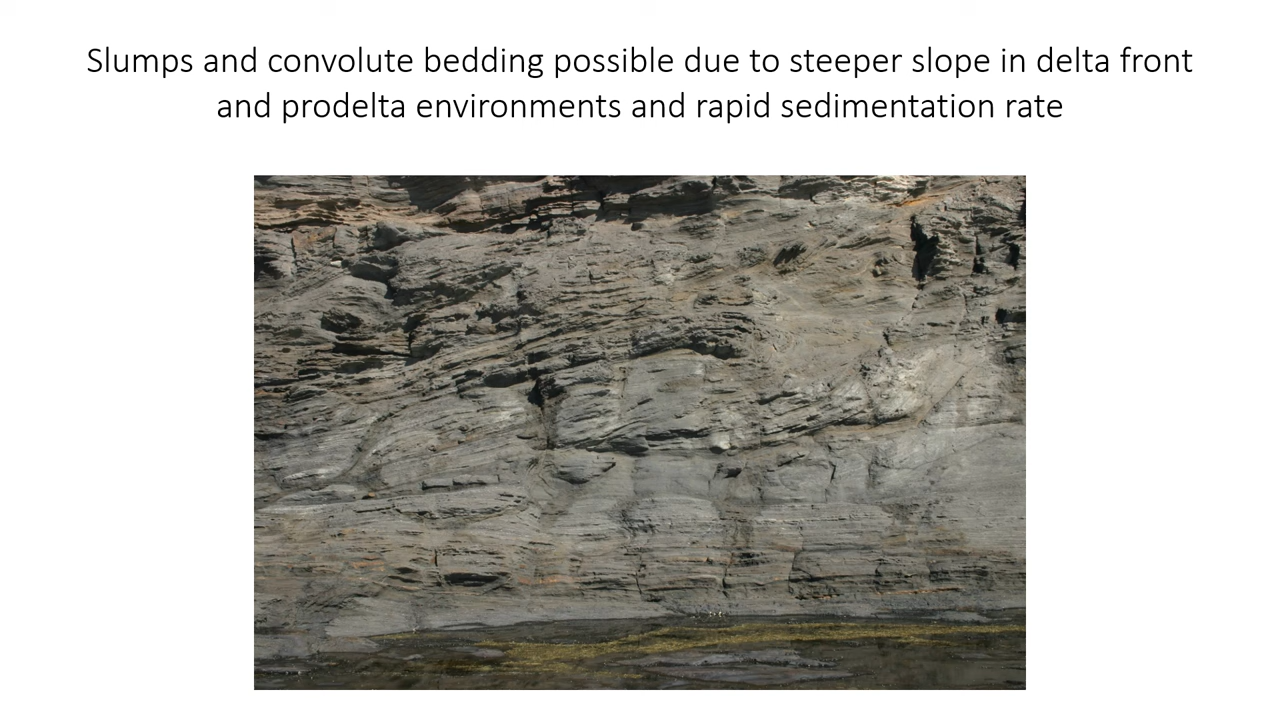 Slumps and convolute bedding possible due to steeper slope in delta front
and prodelta environments and rapid sedimentation rate